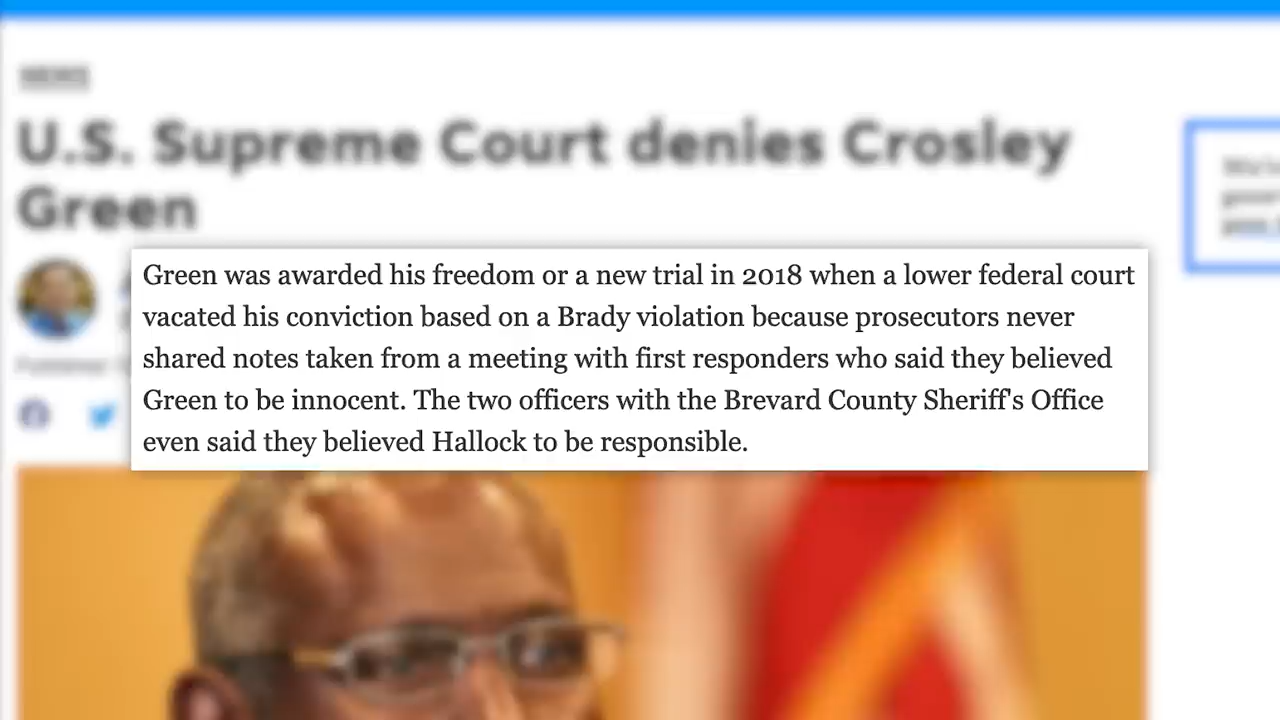 NEWS
U.S. Supreme Court denies Crosley
Green
Green was awarded his freedom or a new trial in 2018 when a lower federal court
vacated his conviction based on a Brady violation because prosecutors never
shared notes taken from a meeting with first responders who said they believed
Green to be innocent. The two officers with the Brevard County Sheriff's Office
even said they believed Hallock to be responsible.